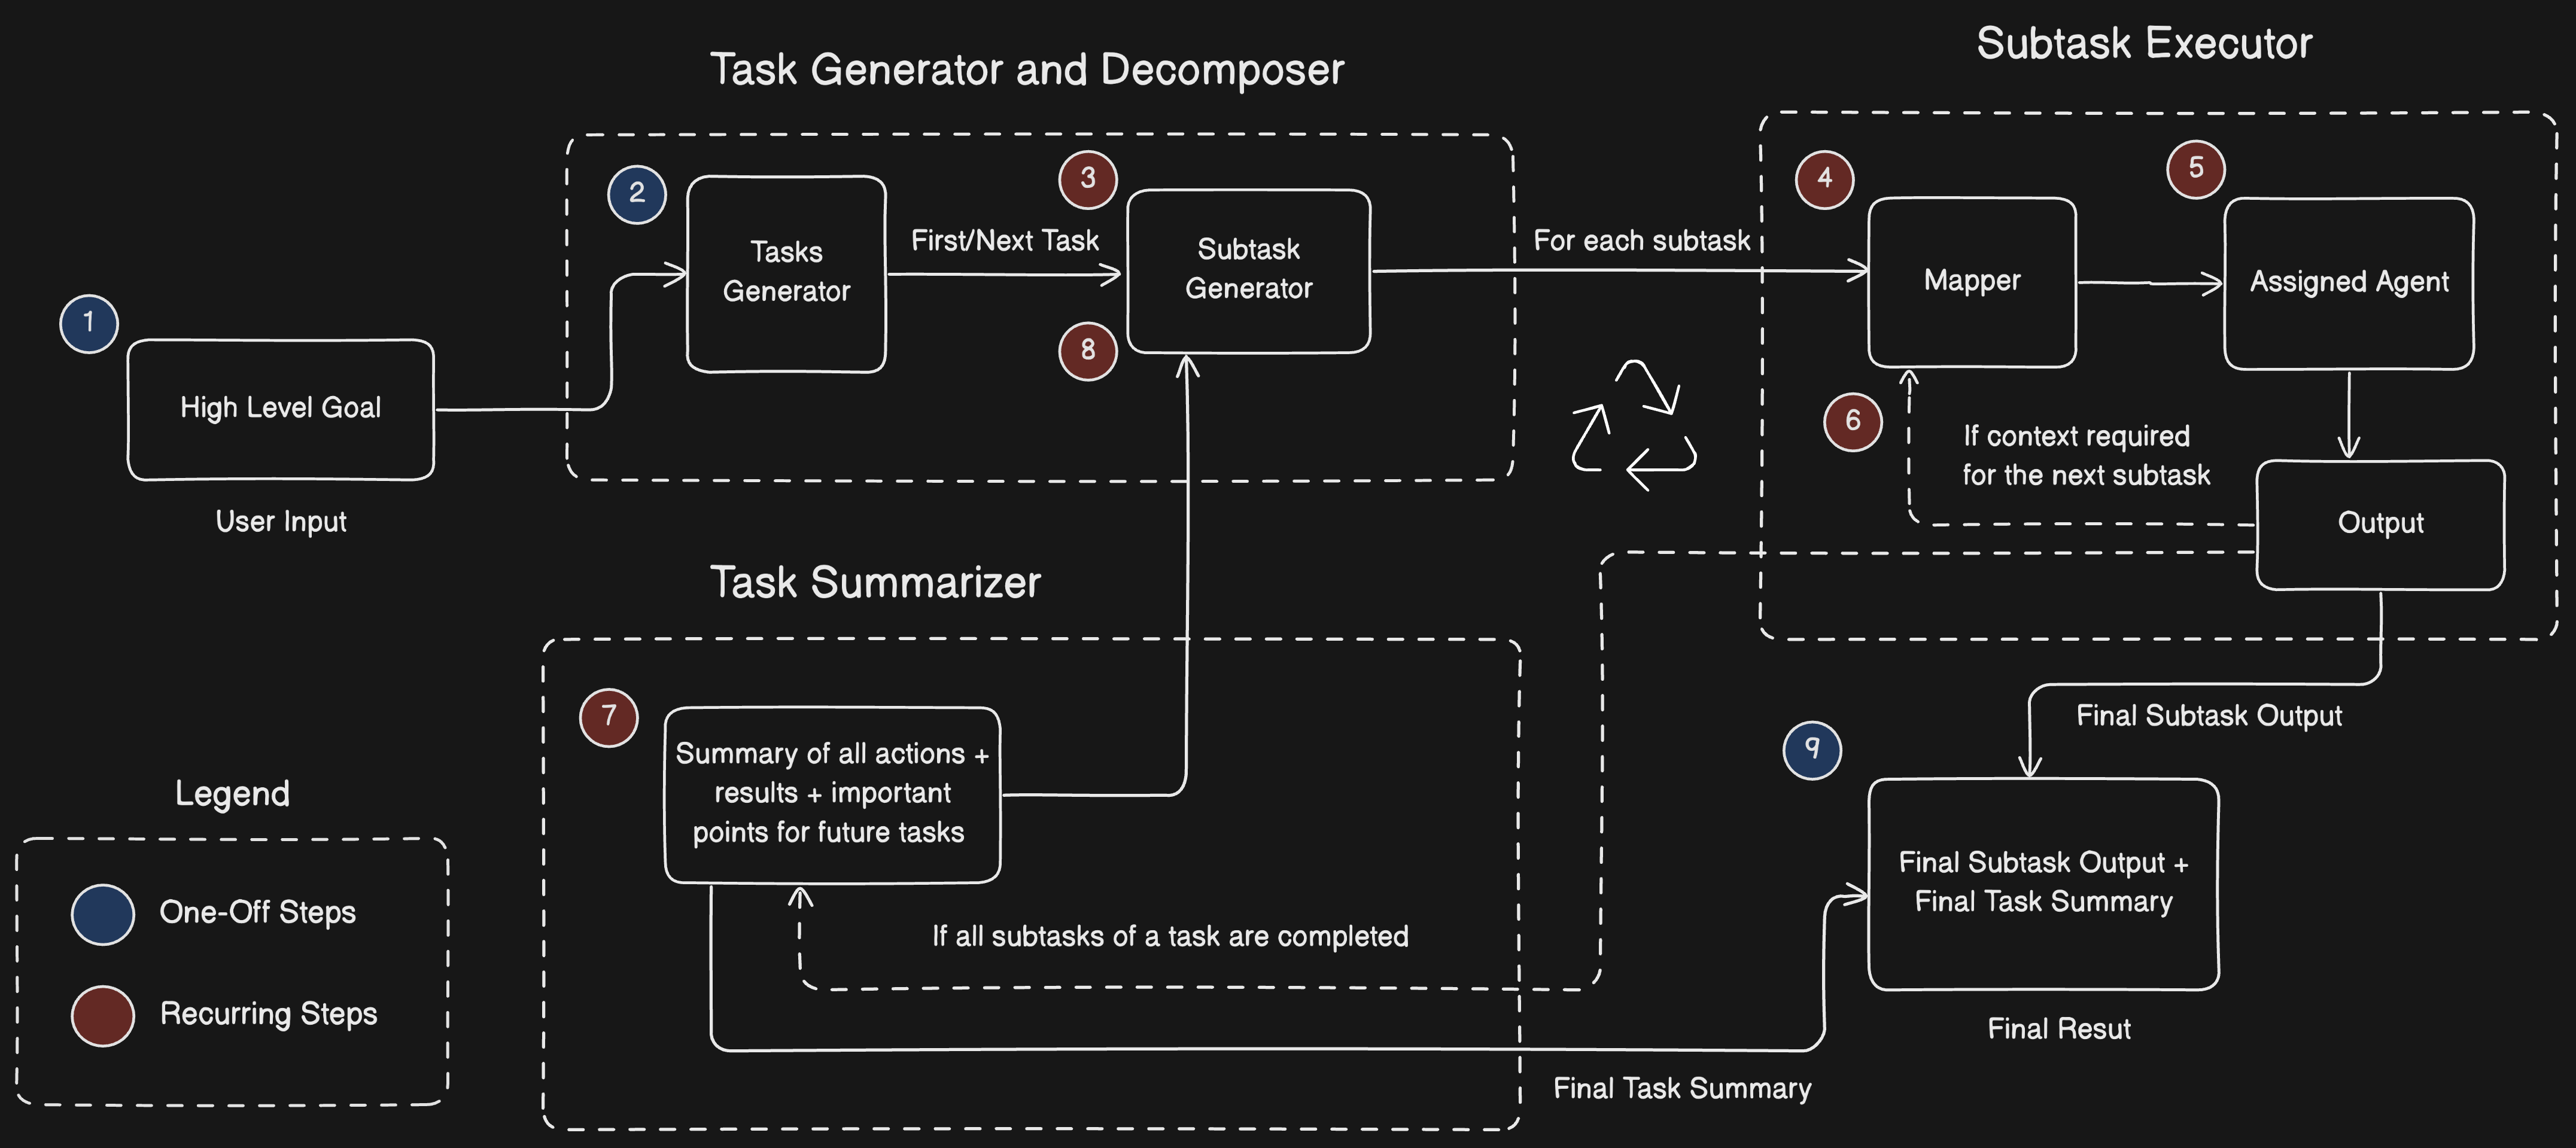 Task Generator and Decomposer
Subtask Executor
1
High Level Goal
User Input
2
Tasks
Generator
First/Next Task
3
8
Subtask
Generator
For each subtask
4
Mapper
5
Assigned Agent
6
If context required
for the next subtask
Output
Task Summarizer
7
Summary of all actions +
results + important
points for future tasks
If all subtasks of a task are completed
Final Task Summary
Final Subtask Output
9
Final Subtask Output +
Final Task Summary
Final Resut
Legend
One-Off Steps
Recurring Steps